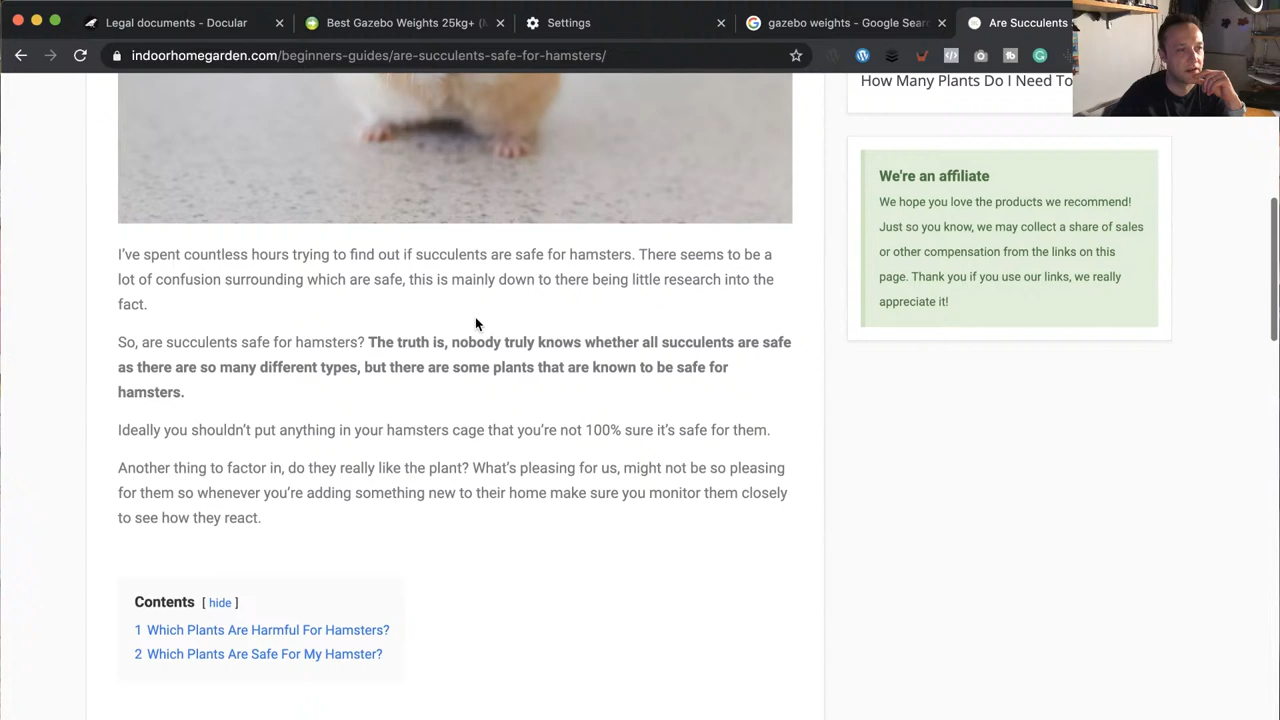 Legal documents - Docular
Best Gazebo Weights 25kg+ (
Settings
gazebo weights - Google Sear
Are Succulents
indoorhomegarden.com/beginners-guides/are-succulents-safe-for-hamsters/
How Many Plants Do I Need To
We're an affiliate
We hope you love the products we recommend!
Just so you know, we may collect a share of sales
or other compensation from the links on this
page. Thank you if you use our links, we really
appreciate it!
I've spent countless hours trying to find out if succulents are safe for hamsters. There seems to be a
lot of confusion surrounding which are safe, this is mainly down to there being little research into the
fact.
So, are succulents safe for hamsters? The truth is, nobody truly knows whether all succulents are safe
as there are so many different types, but there are some plants that are known to be safe for
hamsters.
Ideally you shouldn't put anything in your hamsters cage that you're not 100% sure it's safe for them.
Another thing to factor in, do they really like the plant? What's pleasing for us, might not be so pleasing
for them so whenever you're adding something new to their home make sure you monitor them closely
to see how they react.
Contents [ hide ]
1 Which Plants Are Harmful For Hamsters?
2 Which Plants Are Safe For My Hamster?